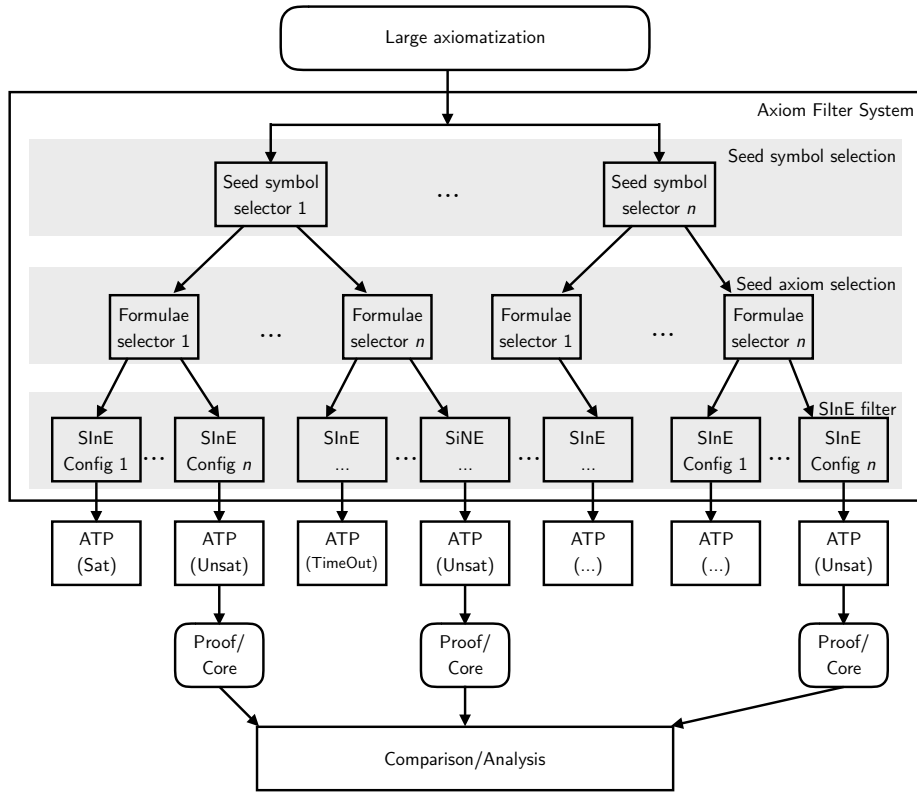 Large axiomatization
Axiom Filter System
Seed symbol selection
Seed symbol
selector 1
...
Seed symbol
selector n
Seed axiom selection
Formulae
selector 1
...
Formulae
selector n
Formulae
selector 1
...
Formulae
selector n
SInE filter
SInE
Config 1
...
SInE
Config n
SInE
...
...
SiNE
...
...
SInE
...
SInE
Config 1
...
SInE
Config n
ATP
(Sat)
ATP
(Unsat)
ATP
(TimeOut)
ATP
(Unsat)
ATP
(...)
ATP
(...)
ATP
(Unsat)
Proof/
Core
Proof/
Core
Proof/
Core
Comparison/Analysis